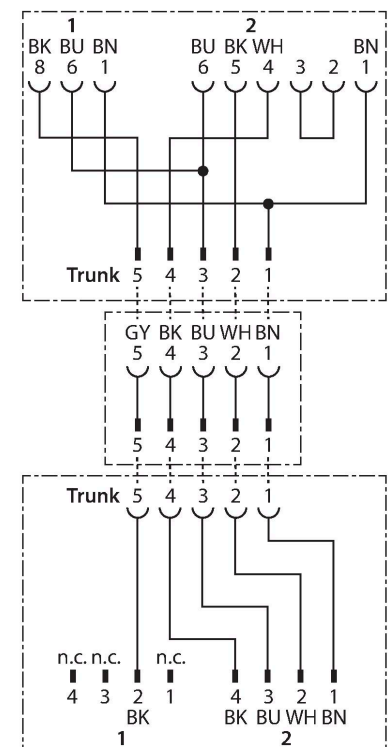 1 2
BK BU BN BU BK WH BN
8 6 1 6 5 4 3 2 1
Trunk 5 4 3 2 1
GY BK BU WH BN
5 4 3 2 1
5 4 3 2 1
Trunk 5 4 3 2 1
n.c. n.c. n.c.
4 3 2 1 4 3 2 1
BK BK BU WH BN
1 2